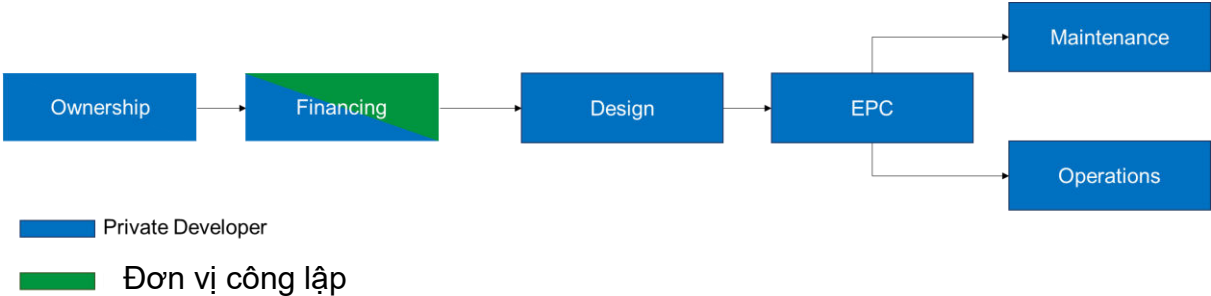 Maintenance
Ownership
Financing
Design
EPC
Operations
Private Developer
Đơn vị công lập